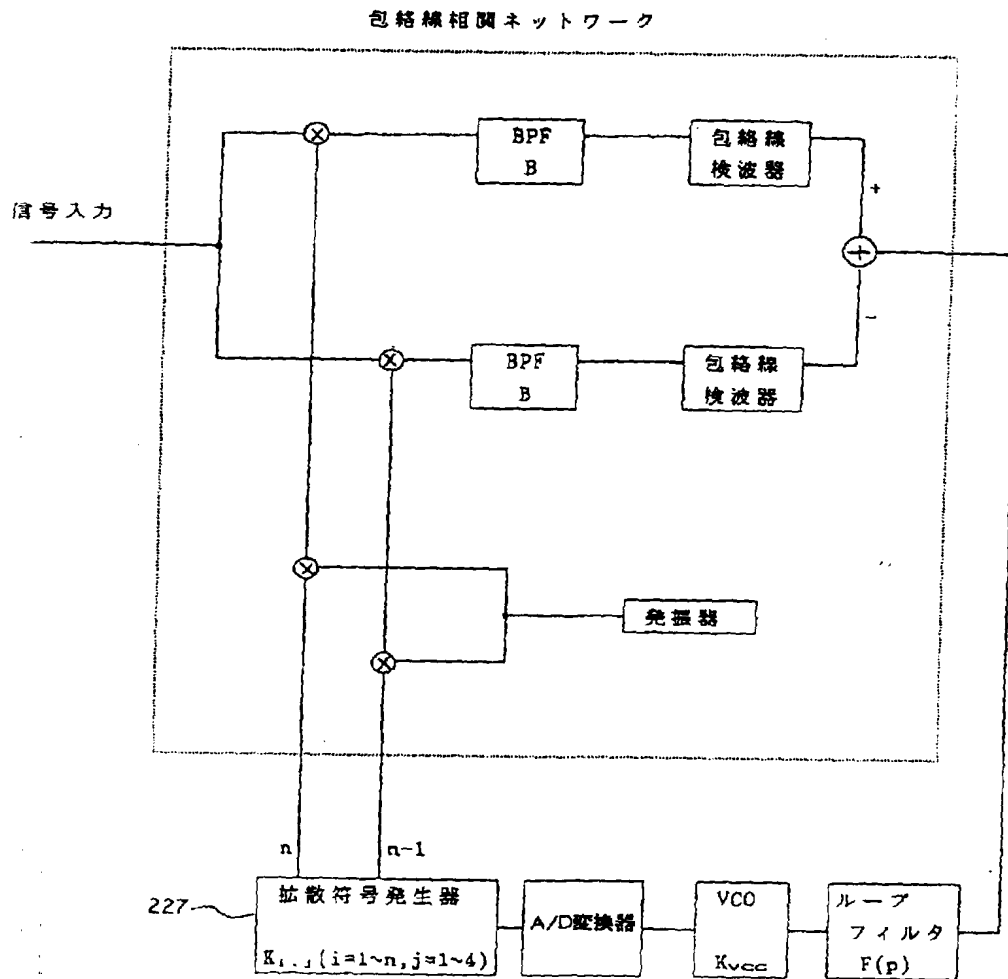 包絡線相関ネットワーク
BPF
B
包絡線
検波器
+
信号入力
-
BPF
B
包絡線
検波器
発振器
n
n-1
227
拡散符号発生器
Ki,j(i=1~n,j=1~4)
A/D変換器
VCO
Kvcc
ループ
フィルタ
F(p)